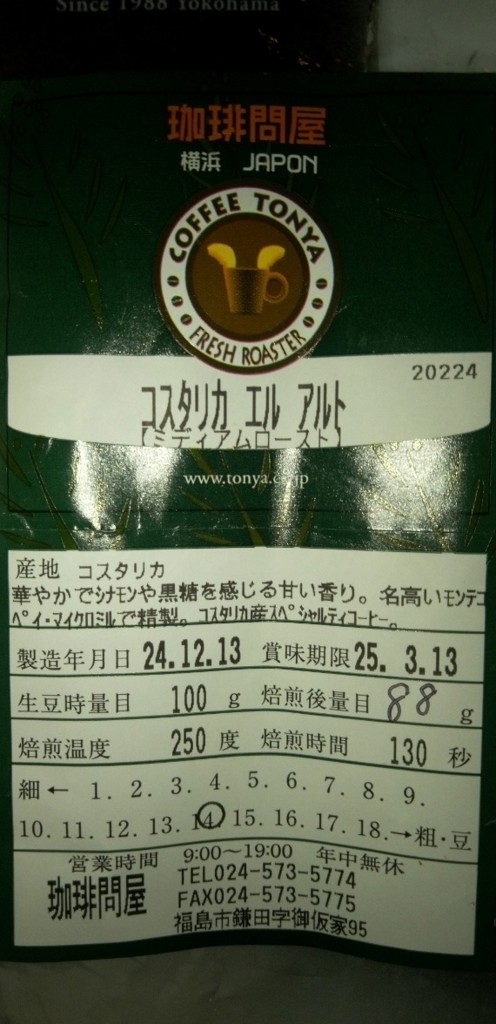 Since 1988 Yokohama
珈琲問屋
横浜 JAPON
COFFEE TONYA
FRESH ROASTER
20224
コスタリカ エル アルト
【ミディアムロースト】
www.tonya.co.jp
産地 コスタリカ
華やかでシナモンや黒糖を感じる甘い香り。名高いモンテコ
ペイ・マイクロミルで精製。コスタリカ産スペシャルティコーヒー。
製造年月日 24.12.13 賞味期限 25. 3.13
生豆時量目 100 g 焙煎後量目 88 g
焙煎温度 250 度 焙煎時間 130 秒
細← 1. 2. 3. 4. 5. 6. 7. 8. 9.
10. 11. 12. 13. 14. 15. 16. 17. 18.→粗・豆
営業時間 9:00~19:00 年中無休
珈琲問屋 TEL024-573-5774
FAX024-573-5775
福島市鎌田字御仮家95